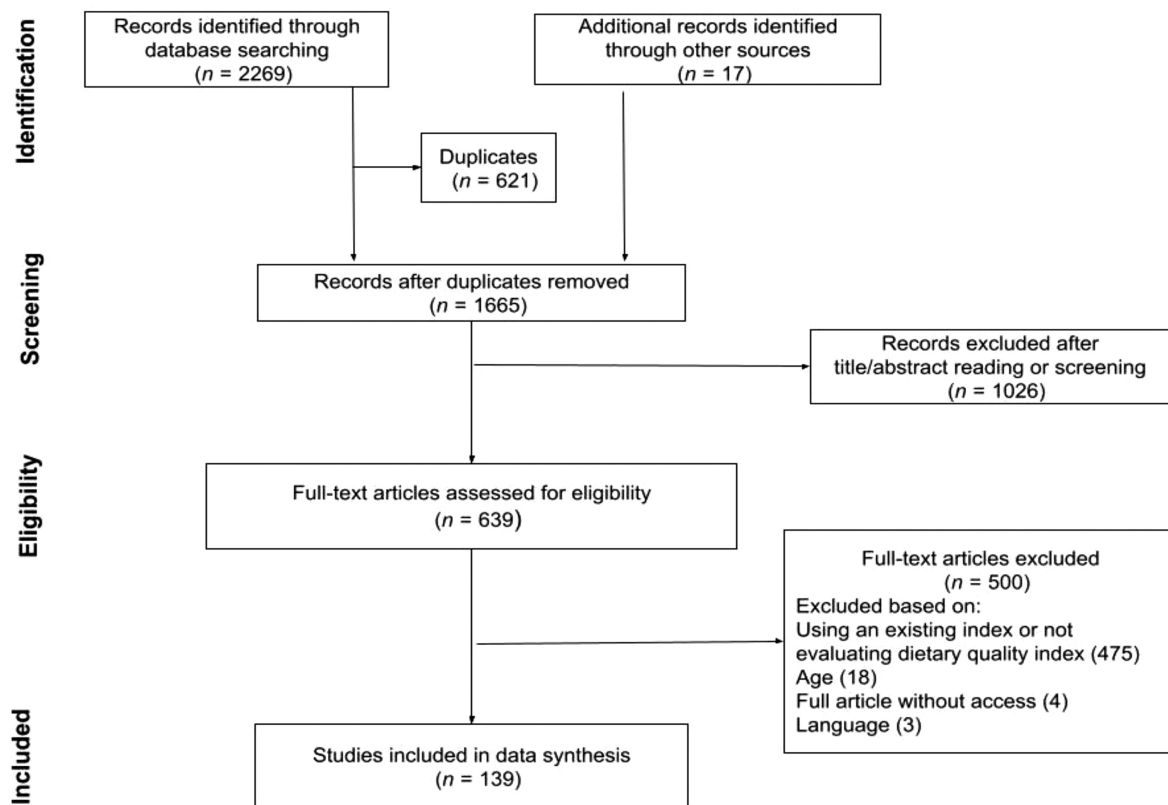 Identification
Records identified through
database searching
(n = 2269)
Additional records identified
through other sources
(n = 17)
Duplicates
(n = 621)
Screening
Records after duplicates removed
(n = 1665)
Records excluded after
title/abstract reading or screening
(n = 1026)
Eligibility
Full-text articles assessed for eligibility
(n = 639)
Full-text articles excluded
(n = 500)
Excluded based on:
Using an existing index or not
evaluating dietary quality index (475)
Age (18)
Full article without access (4)
Language (3)
Included
Studies included in data synthesis
(n = 139)